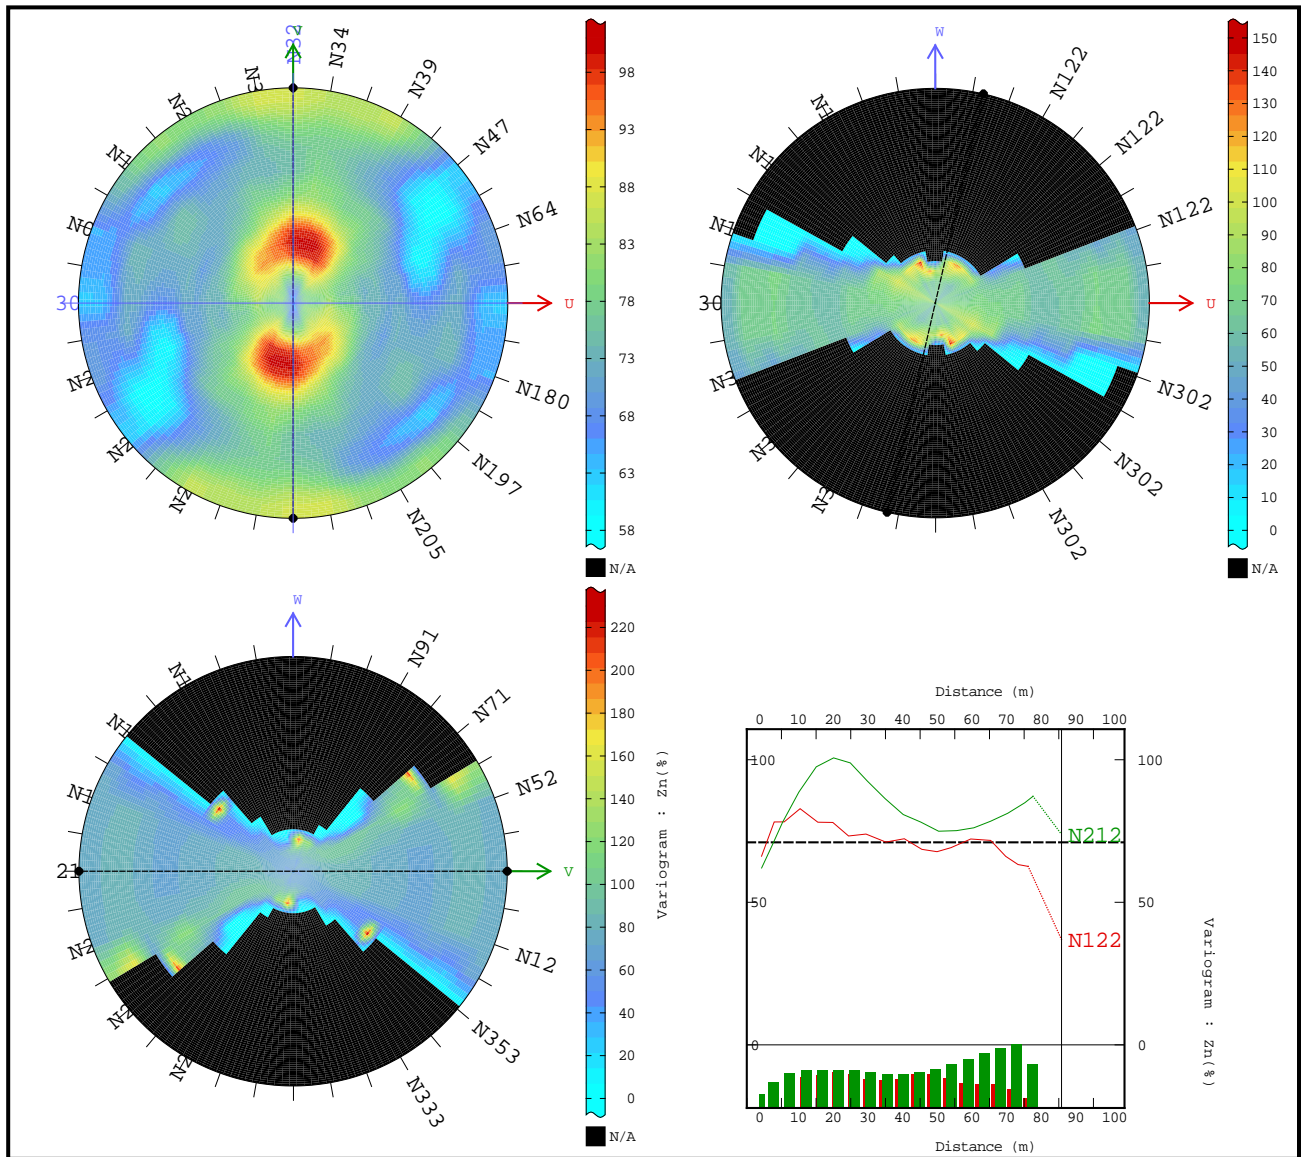 N32
N34
N39
N47
N64
U
N180
N197
N205
30
98
93
88
83
78
73
68
63
58
N/A
W
N122
N122
N122
U
N302
N302
N302
30
150
140
130
120
110
100
90
80
70
60
50
40
30
20
10
0
N/A
W
N91
N71
N52
V
N12
N353
N333
21
220
200
180
160
140
120
100
80
60
40
20
0
N/A
Variogram : Zn(%)
Distance (m)
0 10 20 30 40 50 60 70 80 90 100
100 100
N212
50 50
N122
0 0
0 10 20 30 40 50 60 70 80 90 100
Distance (m)
Variogram : Zn(%)